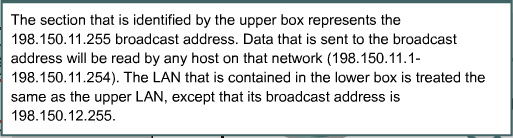 The section that is identified by the upper box represents the
198.150.11.255 broadcast address. Data that is sent to the broadcast
address will be read by any host on that network (198.150.11.1-
198.150.11.254). The LAN that is contained in the lower box is treated the
same as the upper LAN, except that its broadcast address is
198.150.12.255.